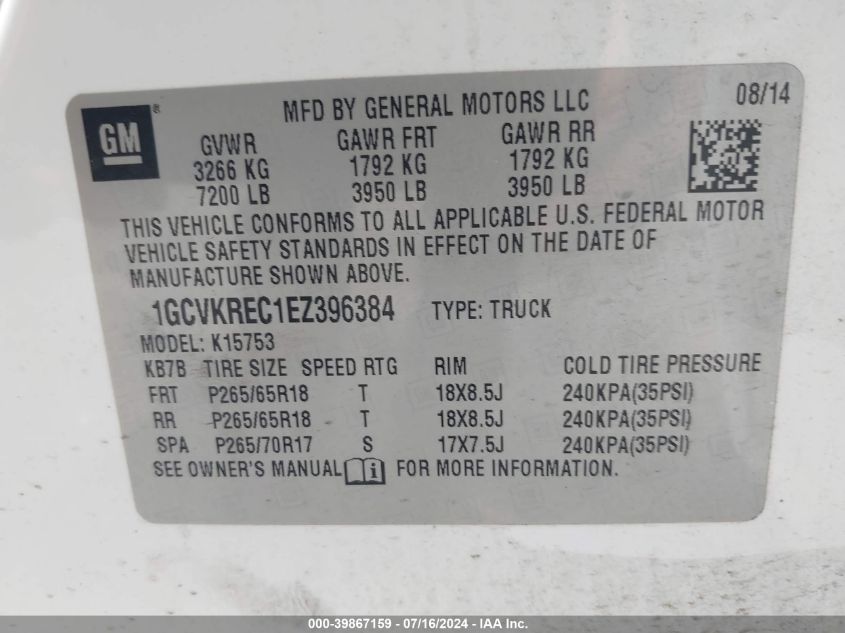 MFD BY GENERAL MOTORS LLC 08/14
GM ®
GVWR GAWR FRT GAWR RR
3266 KG 1792 KG 1792 KG
7200 LB 3950 LB 3950 LB
THIS VEHICLE CONFORMS TO ALL APPLICABLE U.S. FEDERAL MOTOR
VEHICLE SAFETY STANDARDS IN EFFECT ON THE DATE OF
MANUFACTURE SHOWN ABOVE.
1GCVKREC1EZ396384 TYPE: TRUCK
MODEL: K15753
KB7B TIRE SIZE SPEED RTG RIM COLD TIRE PRESSURE
FRT P265/65R18 T 18X8.5J 240KPA(35PSI)
RR P265/65R18 T 18X8.5J 240KPA(35PSI)
SPA P265/70R17 S 17X7.5J 240KPA(35PSI)
SEE OWNER'S MANUAL i FOR MORE INFORMATION.
000-39867159 - 07/16/2024 - IAA Inc.